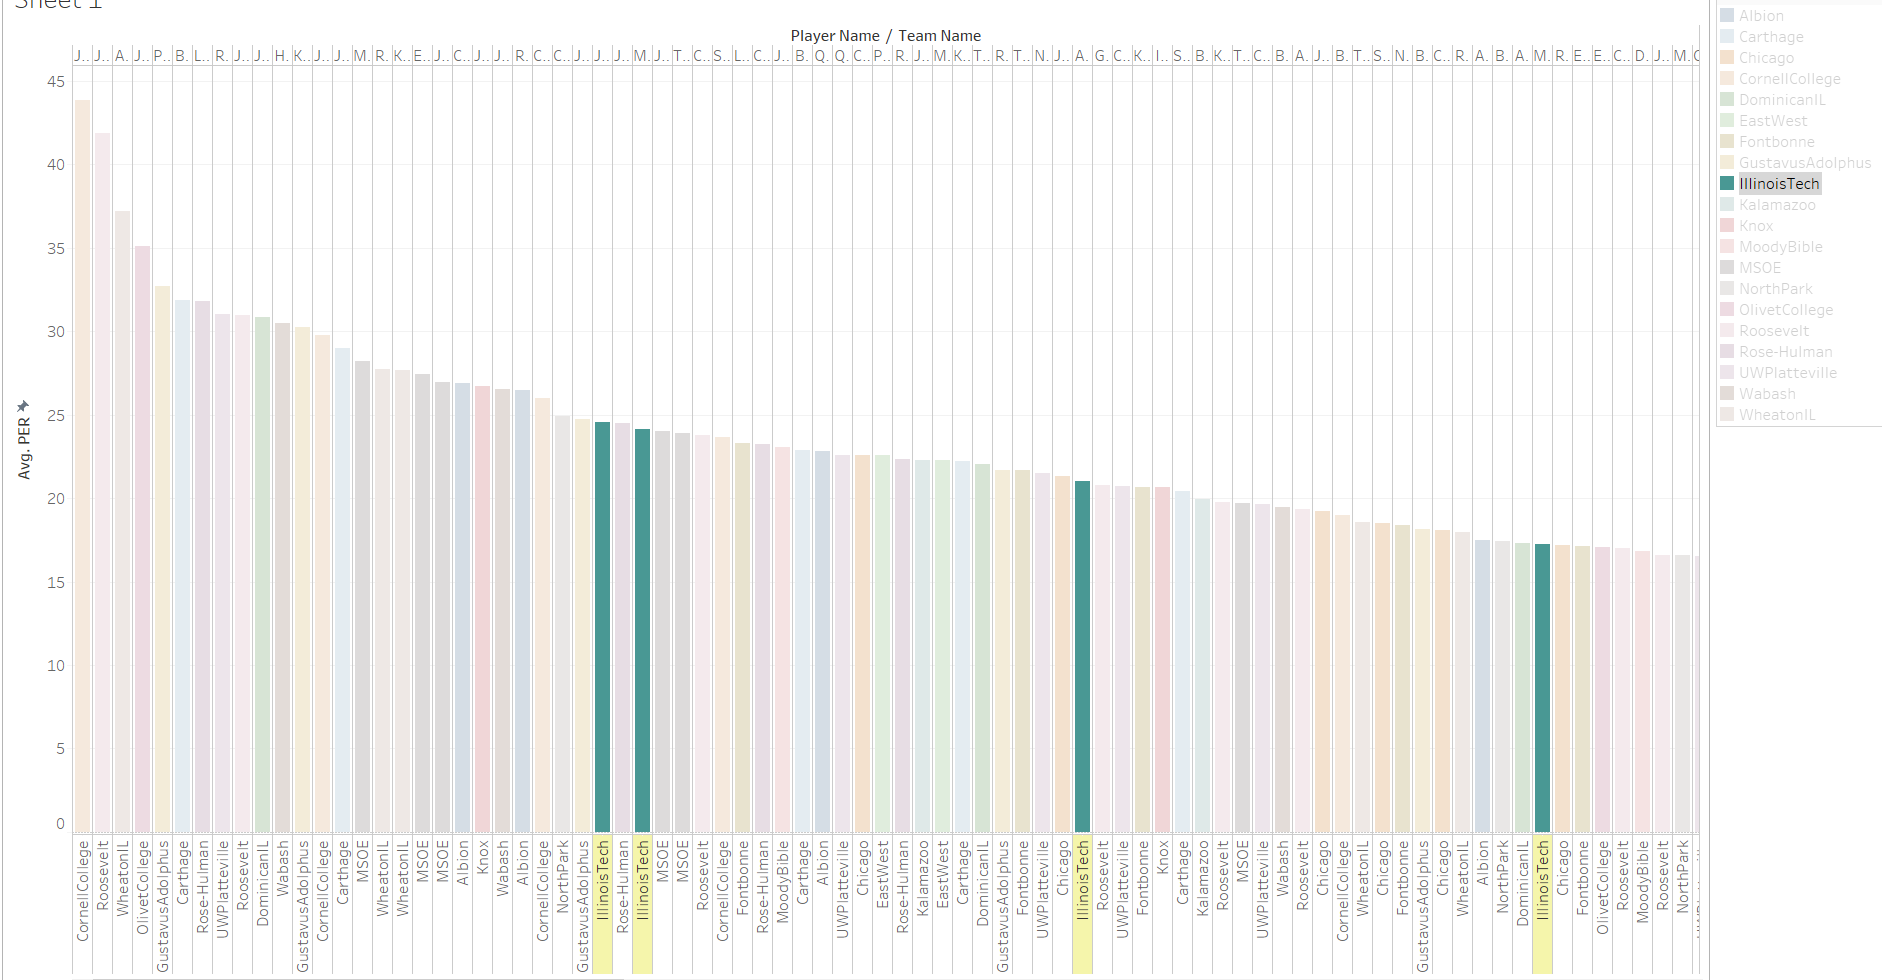 Player Name / Team Name
J.. J.. A. J.. P.. B. L.. R. J.. J.. H. K.. J.. J.. M. R. K.. E.. J.. C.. J.. J.. R. C.. C.. J.. J.. J.. M. J.. T.. C.. S.. L.. C.. J.. B. Q. Q. C.. P.. R. J.. M. K.. T.. R. T.. N. J.. A. G. C.. K.. I.. S.. B. K.. T.. C.. B. A. J.. B. T.. S.. N. B. C.. R. A. B. A. M. R. E.. E.. C.. D. J.. M.
45
40
35
30
25
20
15
10
5
0
Avg. PER
CornellCollege
Roosevelt
WheatonIL
OlivetCollege
GustavusAdolphus
Carthage
Rose-Hulman
UWPlatteville
Roosevelt
DominicanIL
Wabash
GustavusAdolphus
CornellCollege
Carthage
MSOE
WheatonIL
WheatonIL
MSOE
MSOE
Albion
Knox
Wabash
Albion
CornellCollege
NorthPark
GustavusAdolphus
IllinoisTech
Rose-Hulman
IllinoisTech
MSOE
MSOE
Roosevelt
CornellCollege
Fontbonne
Rose-Hulman
MoodyBible
Carthage
Albion
UWPlatteville
Chicago
EastWest
Rose-Hulman
Kalamazoo
EastWest
Carthage
DominicanIL
GustavusAdolphus
Fontbonne
UWPlatteville
Chicago
IllinoisTech
Roosevelt
UWPlatteville
Fontbonne
Knox
Carthage
Kalamazoo
Roosevelt
MSOE
UWPlatteville
Wabash
Roosevelt
Chicago
CornellCollege
WheatonIL
Chicago
Fontbonne
GustavusAdolphus
Chicago
WheatonIL
Albion
NorthPark
DominicanIL
IllinoisTech
Chicago
Fontbonne
OlivetCollege
Roosevelt
MoodyBible
Roosevelt
NorthPark
Albion
Carthage
Chicago
CornellCollege
DominicanIL
EastWest
Fontbonne
GustavusAdolphus
IllinoisTech
Kalamazoo
Knox
MoodyBible
MSOE
NorthPark
OlivetCollege
Roosevelt
Rose-Hulman
UWPlatteville
Wabash
WheatonIL